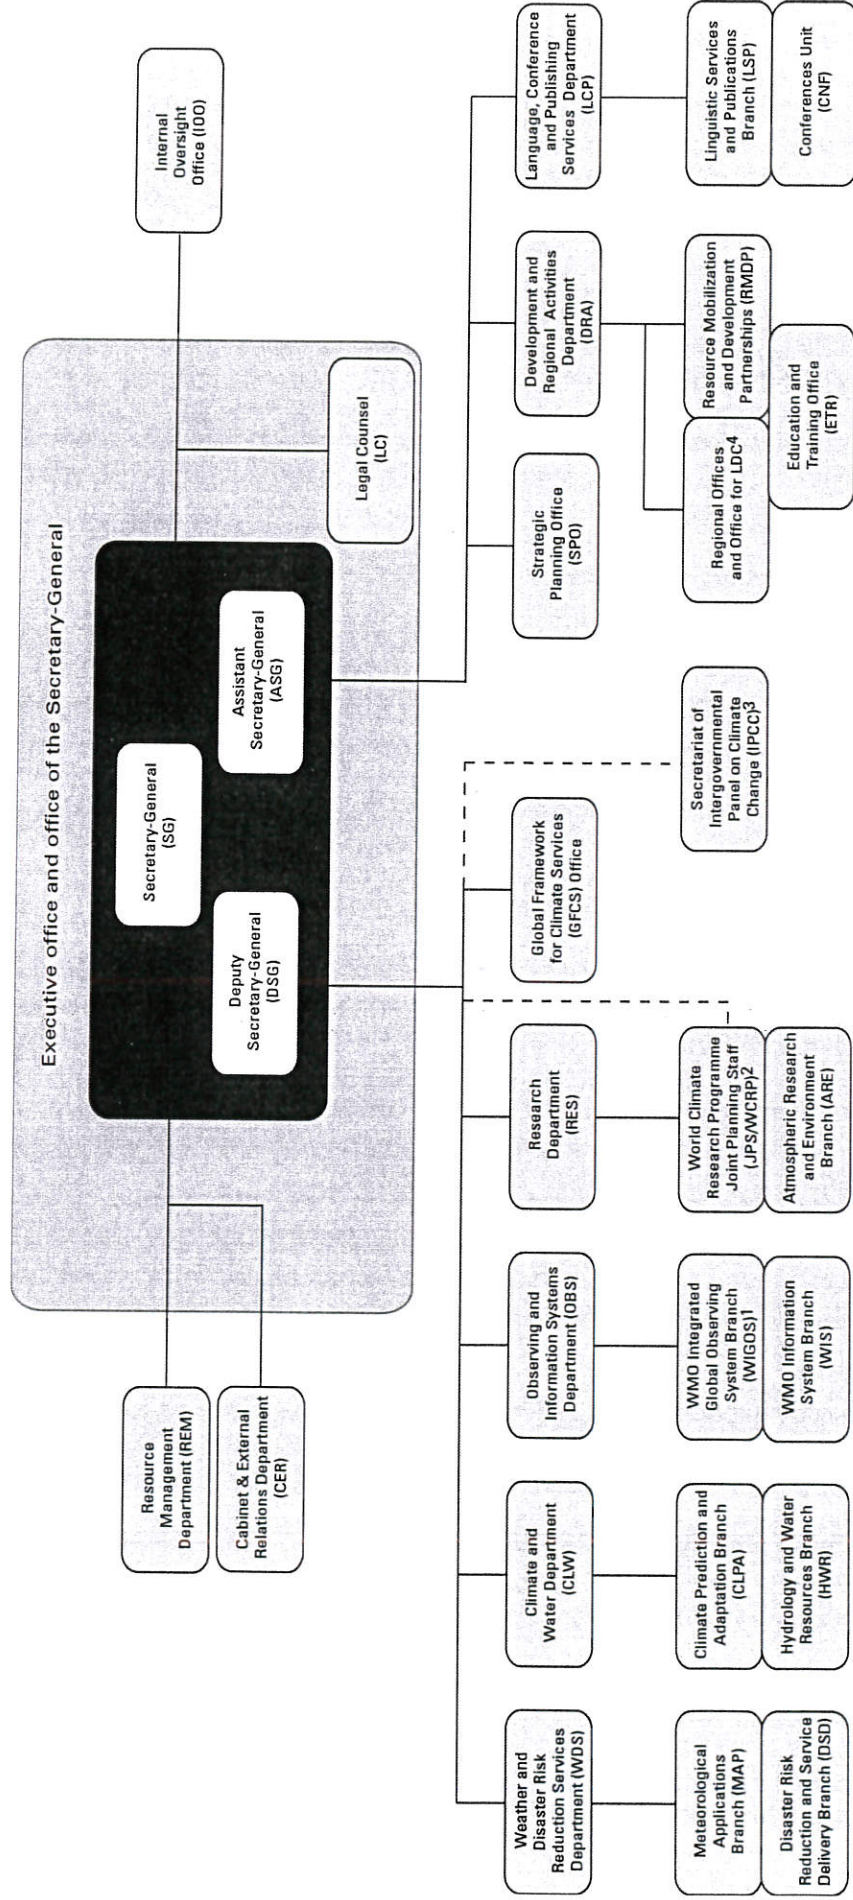 Executive office and office of the Secretary-General
Resource
Management
Department (REM)
Cabinet & External
Relations Department
(CER)
Secretary-General
(SG)
Deputy
Secretary-General
(DSG)
Assistant
Secretary-General
(ASG)
Legal Counsel
(LC)
Internal
Oversight
Office (IOO)
Weather and
Disaster Risk
Reduction Services
Department (WDS)
Climate and
Water Department
(CLW)
Observing and
Information Systems
Department (OBS)
Research
Department
(RES)
Global Framework
for Climate Services
(GFCS) Office
Strategic
Planning Office
(SPO)
Development and
Regional Activities
Department
(DRA)
Language, Conference
and Publishing
Services Department
(LCP)
Meteorological
Applications
Branch (MAP)
Disaster Risk
Reduction and Service
Delivery Branch (DSD)
Climate Prediction and
Adaptation Branch
(CLPA)
Hydrology and Water
Resources Branch
(HWR)
WMO Integrated
Global Observing
System Branch
(WIGOS)1
WMO Information
System Branch
(WIS)
World Climate
Research Programme
Joint Planning Staff
(JPS/WCRP)2
Atmospheric Research
and Environment
Branch (ARE)
Secretariat of
Intergovernmental
Panel on Climate
Change (IPCC)3
Regional Offices
and Office for LDC4
Resource Mobilization
and Development
Partnerships (RMDP)
Education and
Training Office
(ETR)
Linguistic Services
and Publications
Branch (LSP)
Conferences Unit
(CNF)